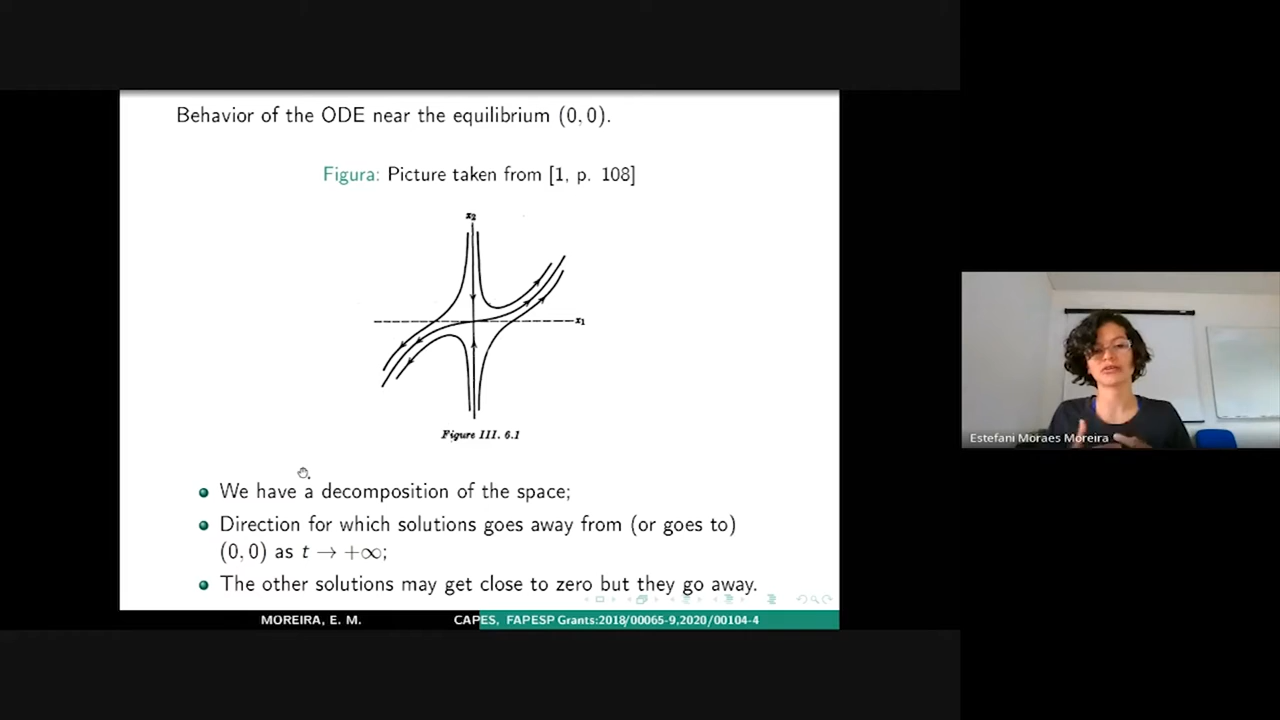 Behavior of the ODE near the equilibrium (0, 0).
Figura: Picture taken from [1, p. 108]
x₂
x₁
Figure III. 6.1
We have a decomposition of the space;
Direction for which solutions goes away from (or goes to)
(0, 0) as t → +∞;
The other solutions may get close to zero but they go away.
MOREIRA, E. M.
CAPES, FAPESP Grants:2018/00065-9,2020/00104-4
Estefani Moraes Moreira